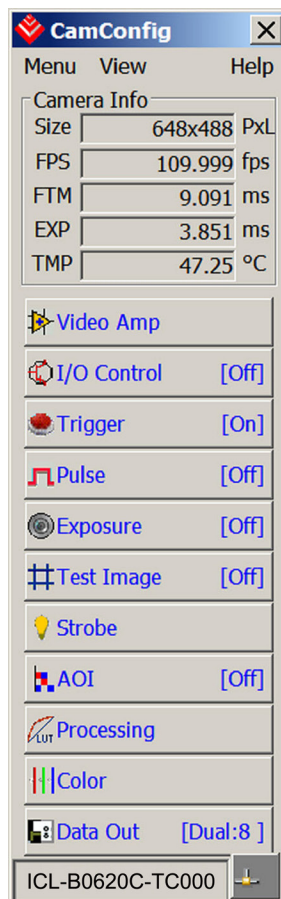 CamConfig
Menu View Help
Camera Info
Size 648x488 PxL
FPS 109.999 fps
FTM 9.091 ms
EXP 3.851 ms
TMP 47.25 °C
Video Amp
I/O Control [Off]
Trigger [On]
Pulse [Off]
Exposure [Off]
Test Image [Off]
Strobe
AOI [Off]
LUT Processing
Color
Data Out [Dual:8 ]
ICL-B0620C-TC000